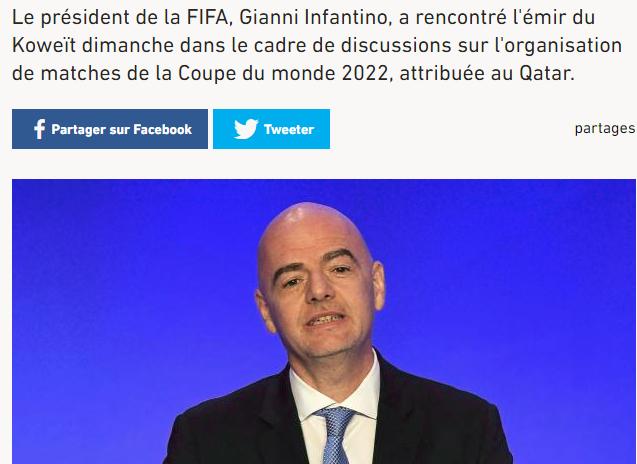 Le président de la FIFA, Gianni Infantino, a rencontré l'émir du
Koweït dimanche dans le cadre de discussions sur l'organisation
de matches de la Coupe du monde 2022, attribuée au Qatar.
Partager sur Facebook Tweeter partages